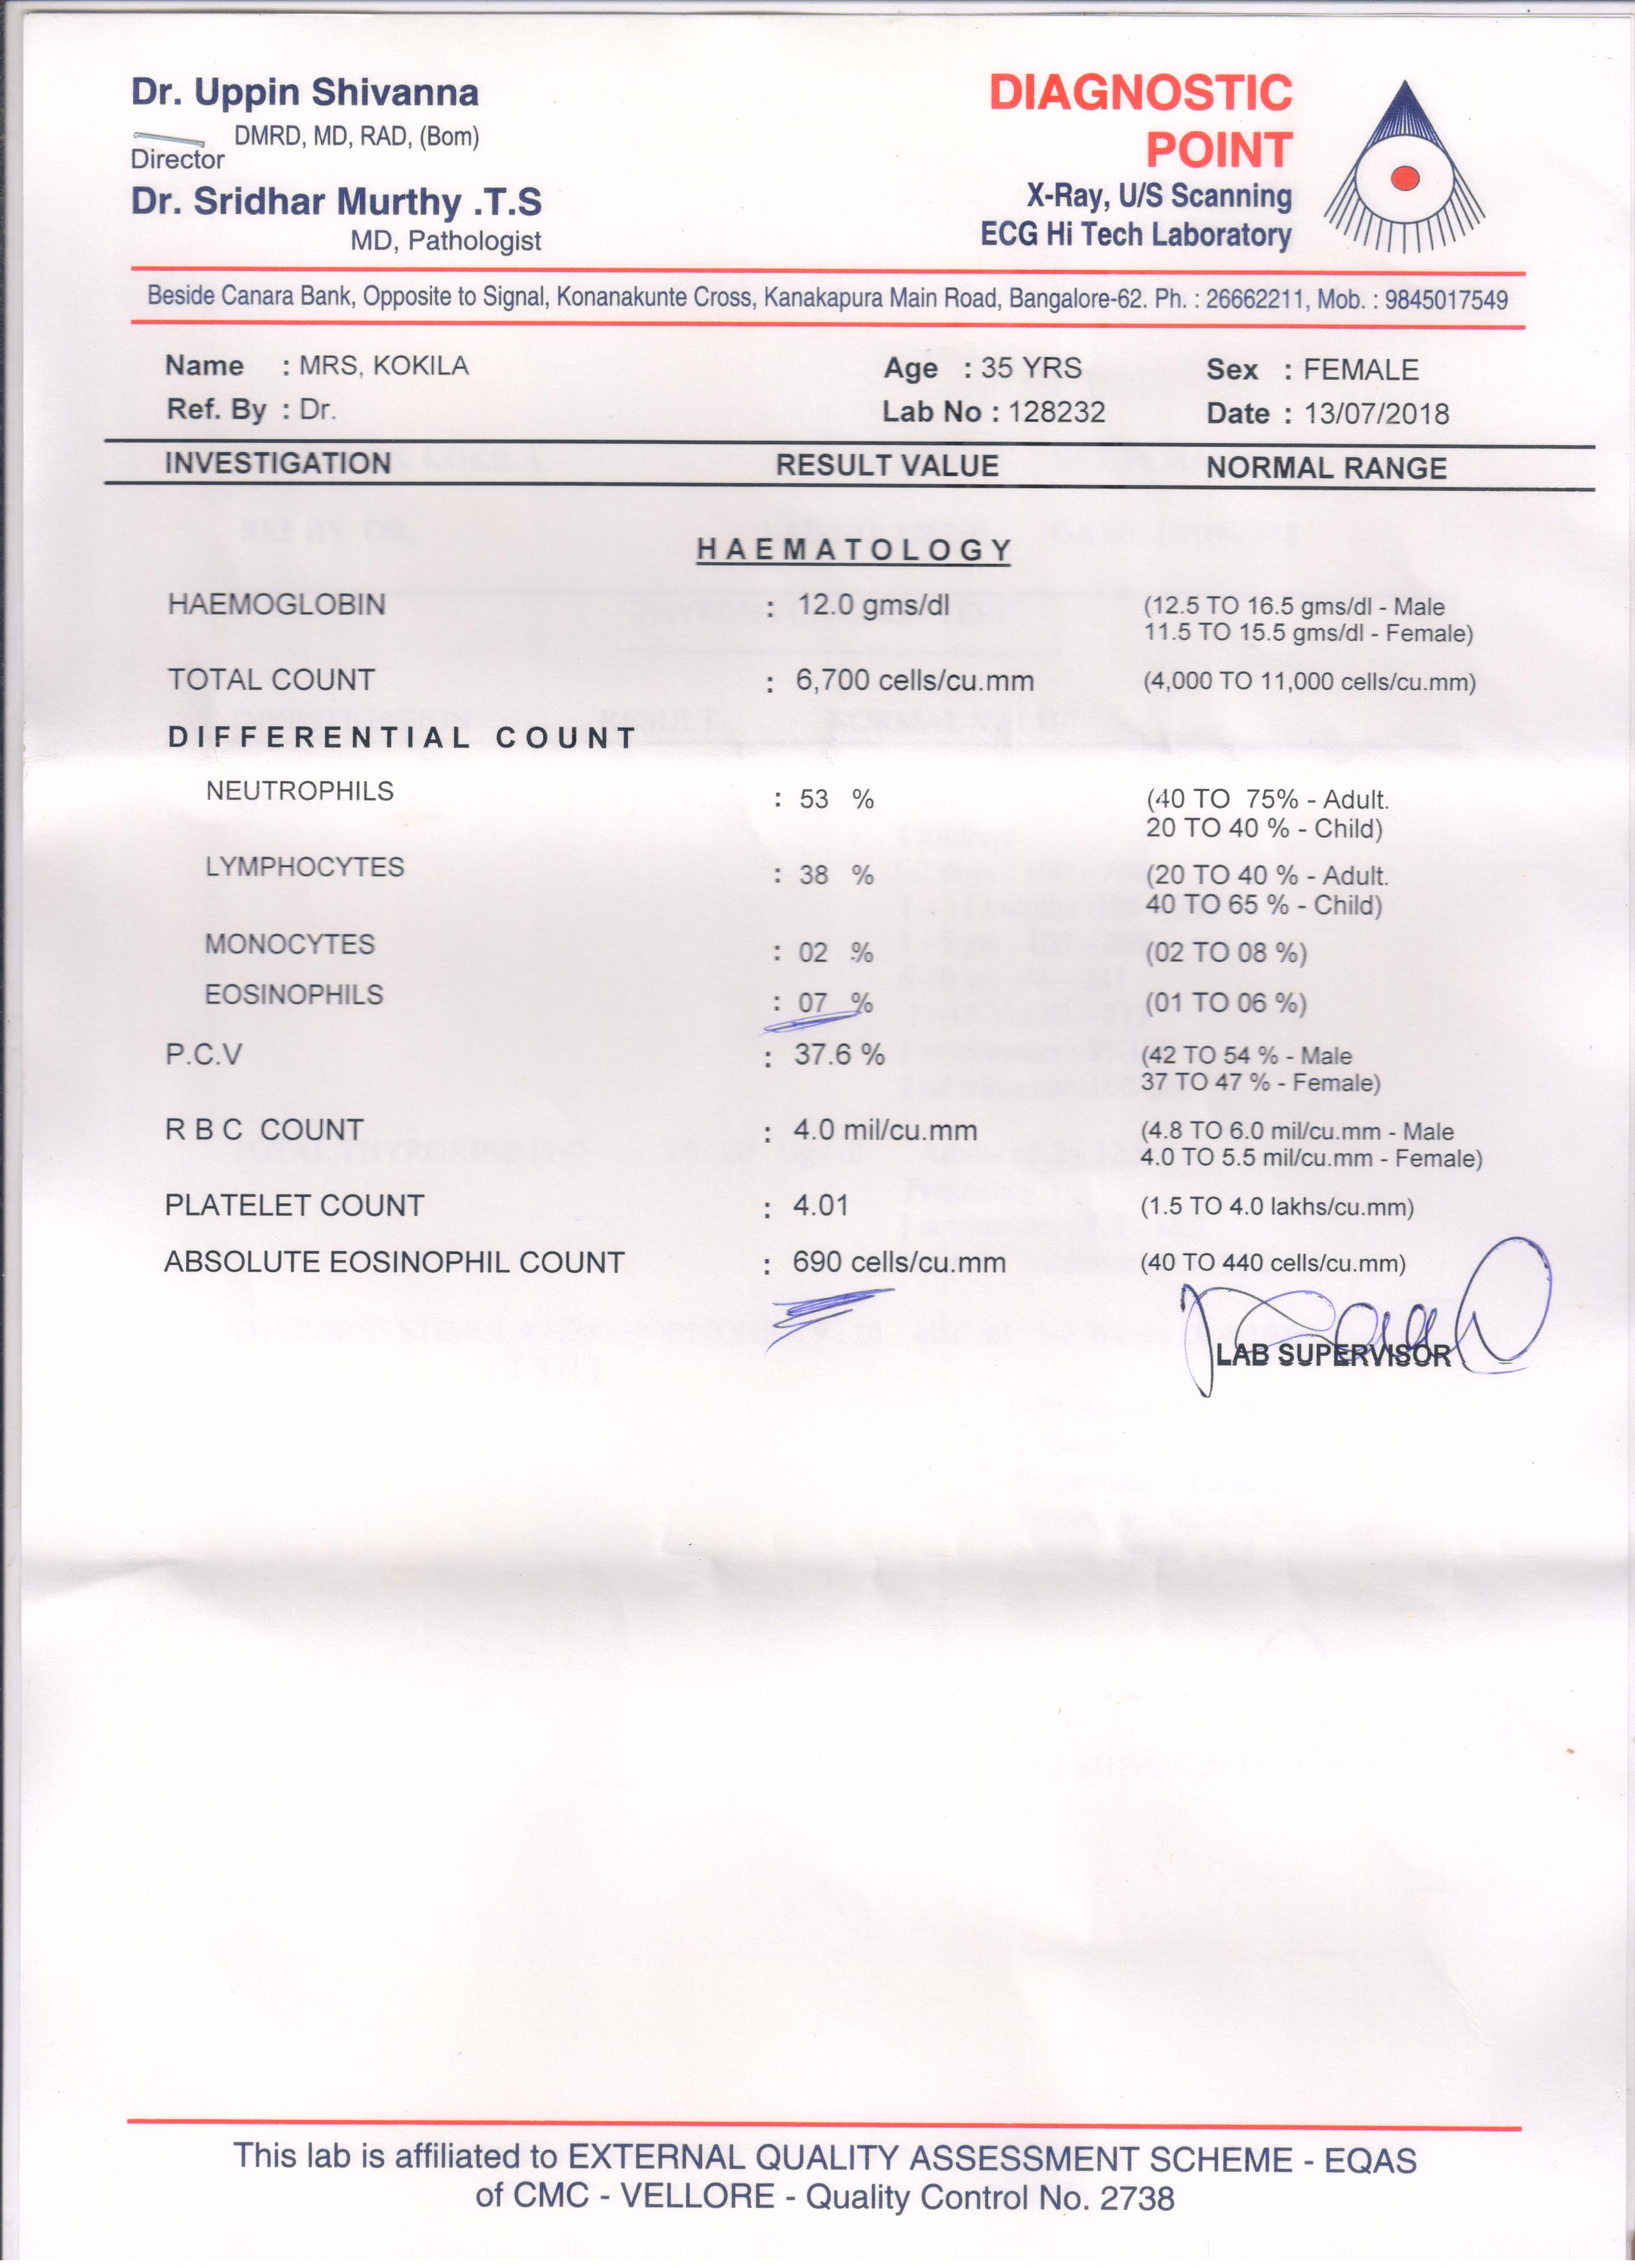 Dr. Uppin Shivanna
DMRD, MD, RAD, (Bom)
Director
Dr. Sridhar Murthy .T.S
MD, Pathologist
DIAGNOSTIC
POINT
X-Ray, U/S Scanning
ECG Hi Tech Laboratory
Beside Canara Bank, Opposite to Signal, Konanakunte Cross, Kanakapura Main Road, Bangalore-62. Ph. : 26662211, Mob. : 9845017549
Name : MRS, KOKILA Age : 35 YRS Sex : FEMALE
Ref. By : Dr. Lab No : 128232 Date : 13/07/2018
INVESTIGATION RESULT VALUE NORMAL RANGE
HAEMATOLOGY
HAEMOGLOBIN : 12.0 gms/dl (12.5 TO 16.5 gms/dl - Male
11.5 TO 15.5 gms/dl - Female)
TOTAL COUNT : 6,700 cells/cu.mm (4,000 TO 11,000 cells/cu.mm)
DIFFERENTIAL COUNT
NEUTROPHILS : 53 % (40 TO 75% - Adult.
20 TO 40 % - Child)
LYMPHOCYTES : 38 % (20 TO 40 % - Adult.
40 TO 65 % - Child)
MONOCYTES : 02 % (02 TO 08 %)
EOSINOPHILS : 07 % (01 TO 06 %)
P.C.V : 37.6 % (42 TO 54 % - Male
37 TO 47 % - Female)
R B C COUNT : 4.0 mil/cu.mm (4.8 TO 6.0 mil/cu.mm - Male
4.0 TO 5.5 mil/cu.mm - Female)
PLATELET COUNT : 4.01 (1.5 TO 4.0 lakhs/cu.mm)
ABSOLUTE EOSINOPHIL COUNT : 690 cells/cu.mm (40 TO 440 cells/cu.mm)
LAB SUPERVISOR
This lab is affiliated to EXTERNAL QUALITY ASSESSMENT SCHEME - EQAS
of CMC - VELLORE - Quality Control No. 2738